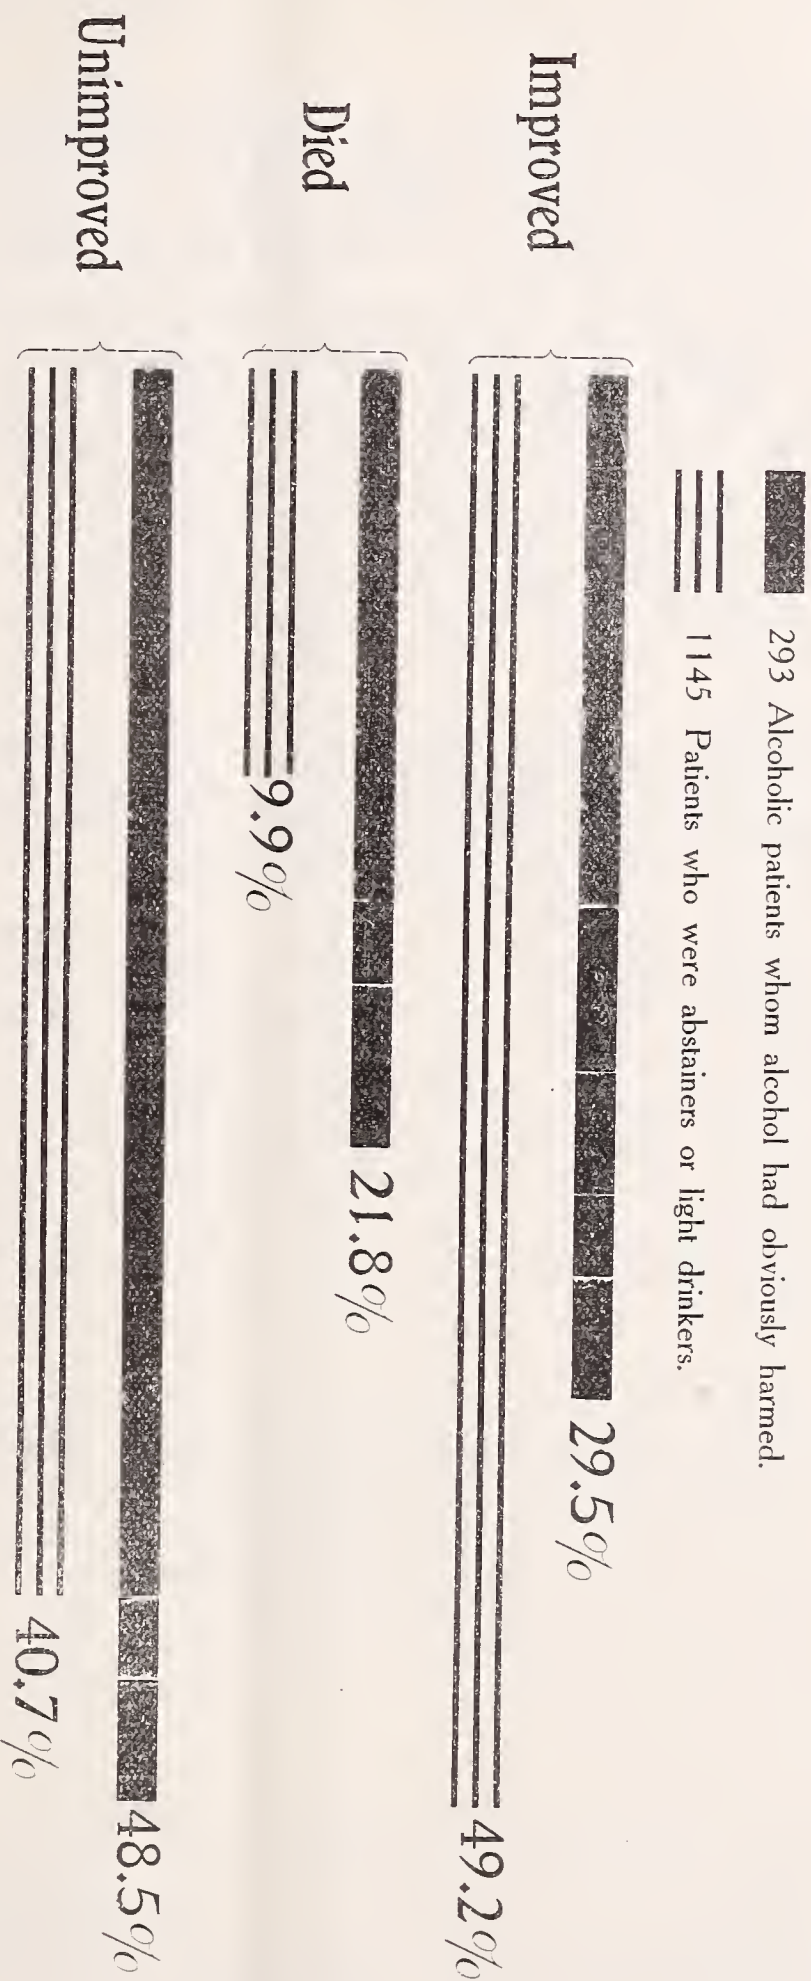 293 Alcoholic patients whom alcohol had obviously harmed.
1145 Patients who were abstainers or light drinkers.
Improved
29.5%
49.2%
Died
21.8%
9.9%
Unimproved
48.5%
40.7%